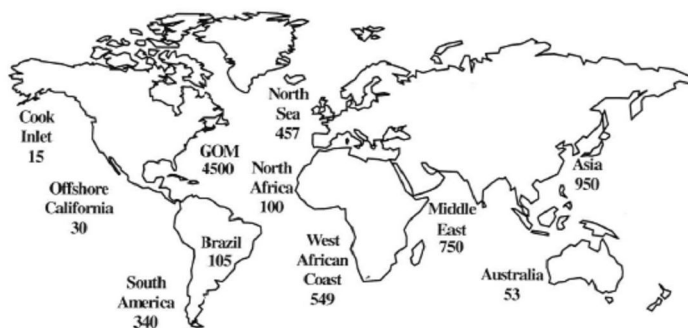 Cook
Inlet
15
Offshore
California
30
GOM
4500
North
Sea
457
North
Africa
100
Brazil
105
South
America
340
West
African
Coast
549
Middle
East
750
Asia
950
Australia
53